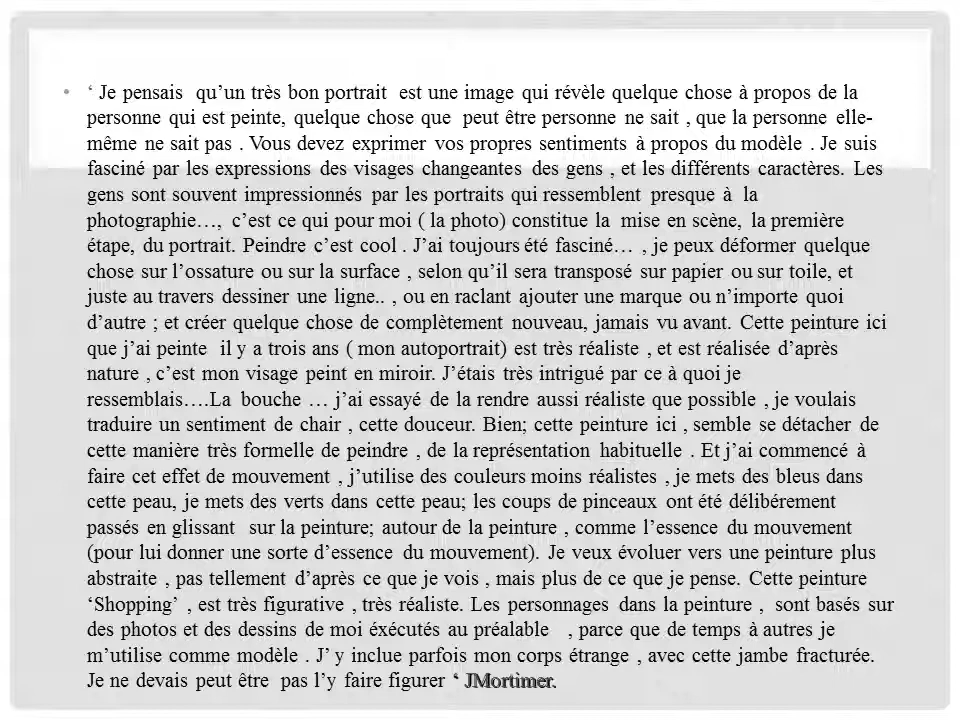 • ‘ Je pensais qu’un très bon portrait est une image qui révèle quelque chose à propos de la
personne qui est peinte, quelque chose que peut être personne ne sait , que la personne elle-
même ne sait pas . Vous devez exprimer vos propres sentiments à propos du modèle . Je suis
fasciné par les expressions des visages changeantes des gens , et les différents caractères. Les
gens sont souvent impressionnés par les portraits qui ressemblent presque à la
photographie…, c’est ce qui pour moi ( la photo) constitue la mise en scène, la première
étape, du portrait. Peindre c’est cool . J’ai toujours été fasciné… , je peux déformer quelque
chose sur l’ossature ou sur la surface , selon qu’il sera transposé sur papier ou sur toile, et
juste au travers dessiner une ligne.. , ou en raclant ajouter une marque ou n’importe quoi
d’autre ; et créer quelque chose de complètement nouveau, jamais vu avant. Cette peinture ici
que j’ai peinte il y a trois ans ( mon autoportrait) est très réaliste , et est réalisée d’après
nature , c’est mon visage peint en miroir. J’étais très intrigué par ce à quoi je
ressemblais….La bouche … j’ai essayé de la rendre aussi réaliste que possible , je voulais
traduire un sentiment de chair , cette douceur. Bien; cette peinture ici , semble se détacher de
cette manière très formelle de peindre , de la représentation habituelle . Et j’ai commencé à
faire cet effet de mouvement , j’utilise des couleurs moins réalistes , je mets des bleus dans
cette peau, je mets des verts dans cette peau; les coups de pinceaux ont été délibérement
passés en glissant sur la peinture; autour de la peinture , comme l’essence du mouvement
(pour lui donner une sorte d’essence du mouvement). Je veux évoluer vers une peinture plus
abstraite , pas tellement d’après ce que je vois , mais plus de ce que je pense. Cette peinture
‘Shopping’ , est très figurative , très réaliste. Les personnages dans la peinture , sont basés sur
des photos et des dessins de moi éxécutés au préalable , parce que de temps à autres je
m’utilise comme modèle . J’ y inclue parfois mon corps étrange , avec cette jambe fracturée.
Je ne devais peut être pas l’y faire figurer ‘ JMortimer.